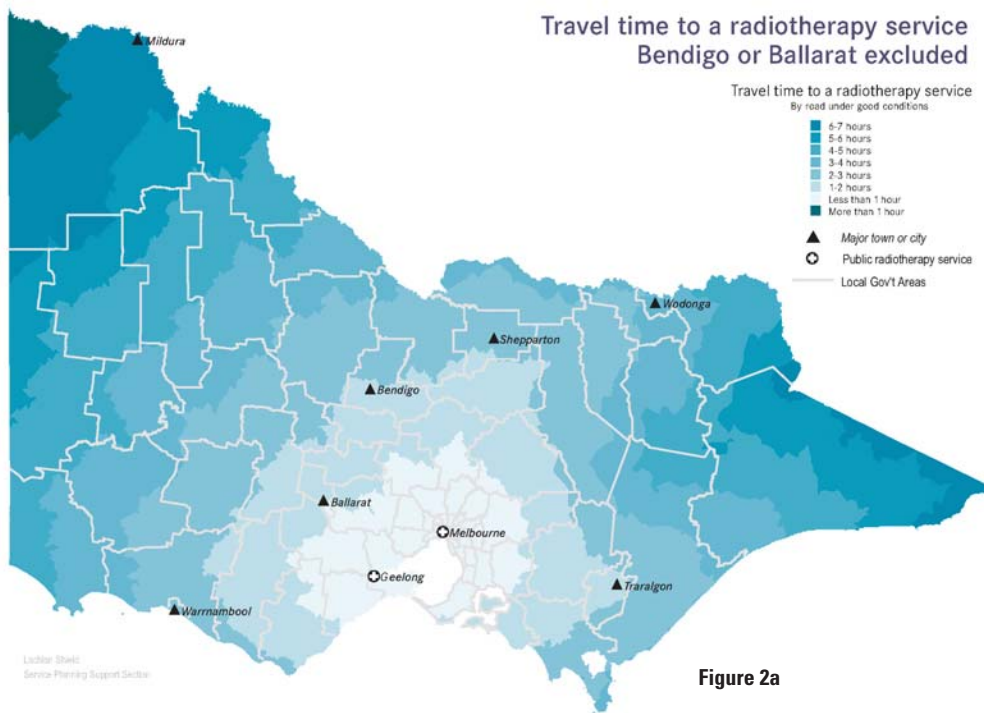 Travel time to a radiotherapy service
Bendigo or Ballarat excluded
Travel time to a radiotherapy service
By road under good conditions
6-7 hours
5-6 hours
4-5 hours
3-4 hours
2-3 hours
1-2 hours
Less than 1 hour
More than 1 hour
Major town or city
Public radiotherapy service
Local Gov't Areas
Mildura
Wodonga
Shepparton
Bendigo
Ballarat
Melbourne
Geelong
Traralgon
Warrnambool
Lachlan Shield
Service Planning Support Section
Figure 2a